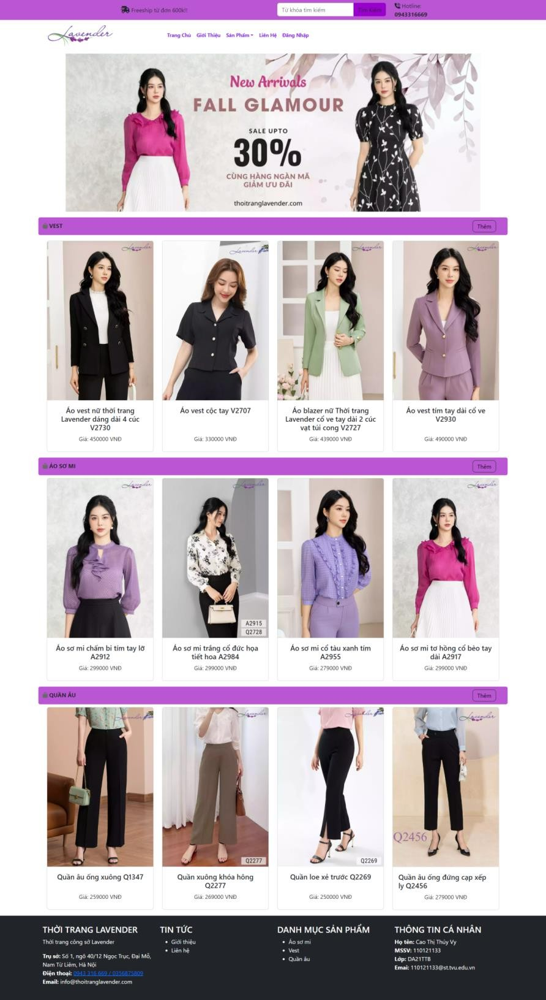 Freeship từ đơn 600k!!
Từ khóa tìm kiếm
Tìm Kiếm
Hotline:
0943316669
Lavender
Trang Chủ Giới Thiệu Sản Phẩm Liên Hệ Đăng Nhập
New Arrivals
FALL GLAMOUR
SALE UPTO
30%
CÙNG HÀNG NGÀN MÃ
GIẢM ƯU ĐÃI
thoitranglavender.com
VEST
Thêm
Lavender
Lavender
Lavender
Lavender
Áo vest nữ thời trang
Lavender dáng dài 4 cúc
V2730
Giá: 450000 VNĐ
Áo vest cộc tay V2707
Giá: 330000 VNĐ
Áo blazer nữ Thời trang
Lavender cổ ve tay dài 2 cúc
vạt túi cong V2727
Giá: 439000 VNĐ
Áo vest tím tay dài cổ ve
V2930
Giá: 490000 VNĐ
ÁO SƠ MI
Thêm
Lavender
Lavender
Lavender
A2915
Q2728
Áo sơ mi chấm bi tím tay lỡ
A2912
Giá: 299000 VNĐ
Áo sơ mi trắng cổ đức họa
tiết hoa A2984
Giá: 299000 VNĐ
Áo sơ mi cổ tàu xanh tím
A2955
Giá: 279000 VNĐ
Áo sơ mi tơ hồng cổ bèo tay
dài A2917
Giá: 299000 VNĐ
QUẦN ÂU
Thêm
Lavender
Lavender
Lavender
Lavender
Q2277
Q2269
Q2456
Quần âu ống xuông Q1347
Giá: 259000 VNĐ
Quần xuông khóa hông
Q2277
Giá: 269000 VNĐ
Quần loe xẻ trước Q2269
Giá: 250000 VNĐ
Quần âu ống đứng cạp xếp
ly Q2456
Giá: 279000 VNĐ
THỜI TRANG LAVENDER
Thời trang công sở Lavender
Trụ sở: Số 1, ngõ 40/12 Ngọc Trục, Đại Mỗ,
Nam Từ Liêm, Hà Nội
Điện thoại: 0943 316 669 / 0356875809
Email: info@thoitranglavender.com
TIN TỨC
Giới thiệu
Liên hệ
DANH MỤC SẢN PHẨM
Áo sơ mi
Vest
Quần âu
THÔNG TIN CÁ NHÂN
Họ tên: Cao Thị Thúy Vy
MSSV: 110121133
Lớp: DA21TTB
Emai: 110121133@st.tvu.edu.vn